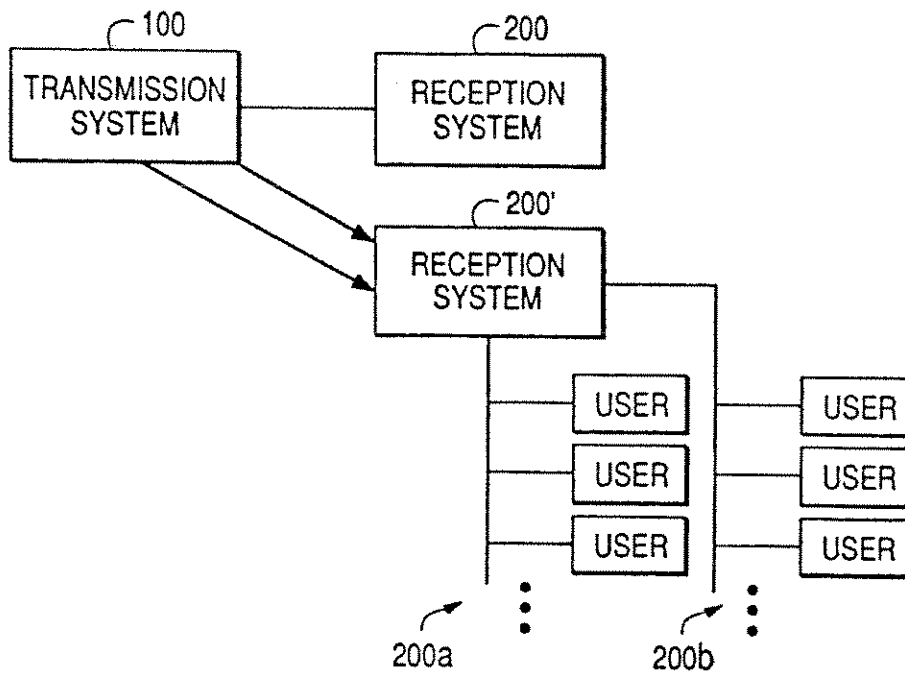 100
200
TRANSMISSION
SYSTEM
RECEPTION
SYSTEM
200'
RECEPTION
SYSTEM
USER
USER
USER
USER
USER
USER
200a
200b